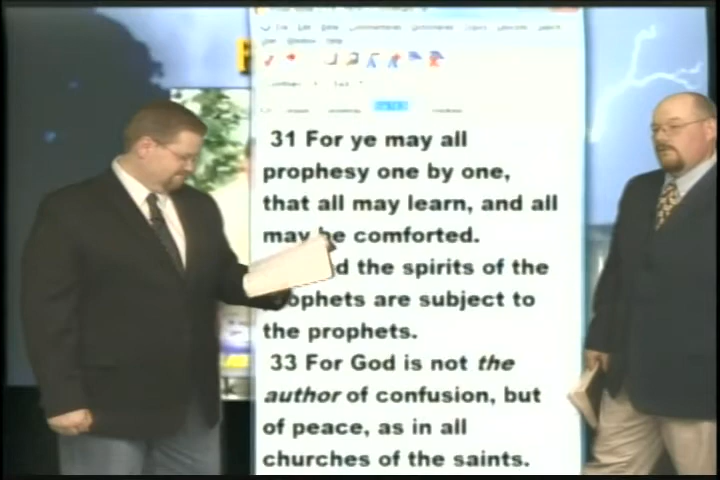 31 For ye may all
prophesy one by one,
that all may learn, and all
may be comforted.
the spirits of the
prophets are subject to
the prophets.
33 For God is not the
author of confusion, but
of peace, as in all
churches of the saints.